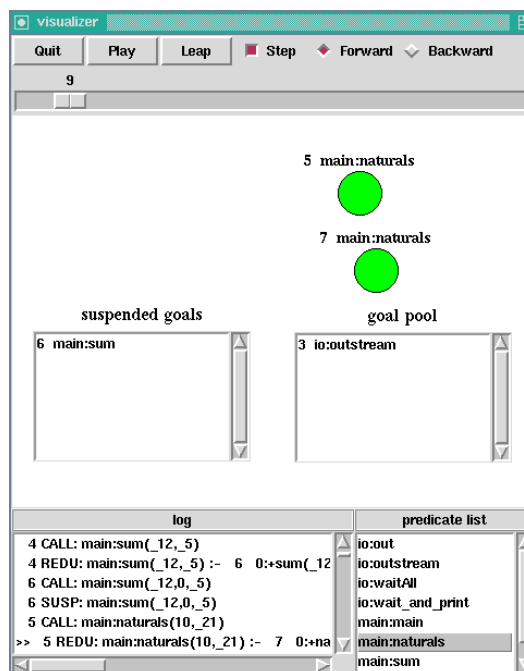 visualizer
Quit Play Leap Step Forward Backward
9
5 main:naturals
7 main:naturals
suspended goals
goal pool
6 main:sum
3 io:outstream
log
predicate list
4 CALL: main:sum(_12,_5)
4 REDU: main:sum(_12,_5) :- 6 0:+sum(_12
6 CALL: main:sum(_12,0,_5)
6 SUSP: main:sum(_12,0,_5)
5 CALL: main:naturals(10,_21)
>> 5 REDU: main:naturals(10,_21) :- 7 0:+na
io:out
io:outstream
io:waitAll
io:wait_and_print
main:main
main:naturals
main:sum